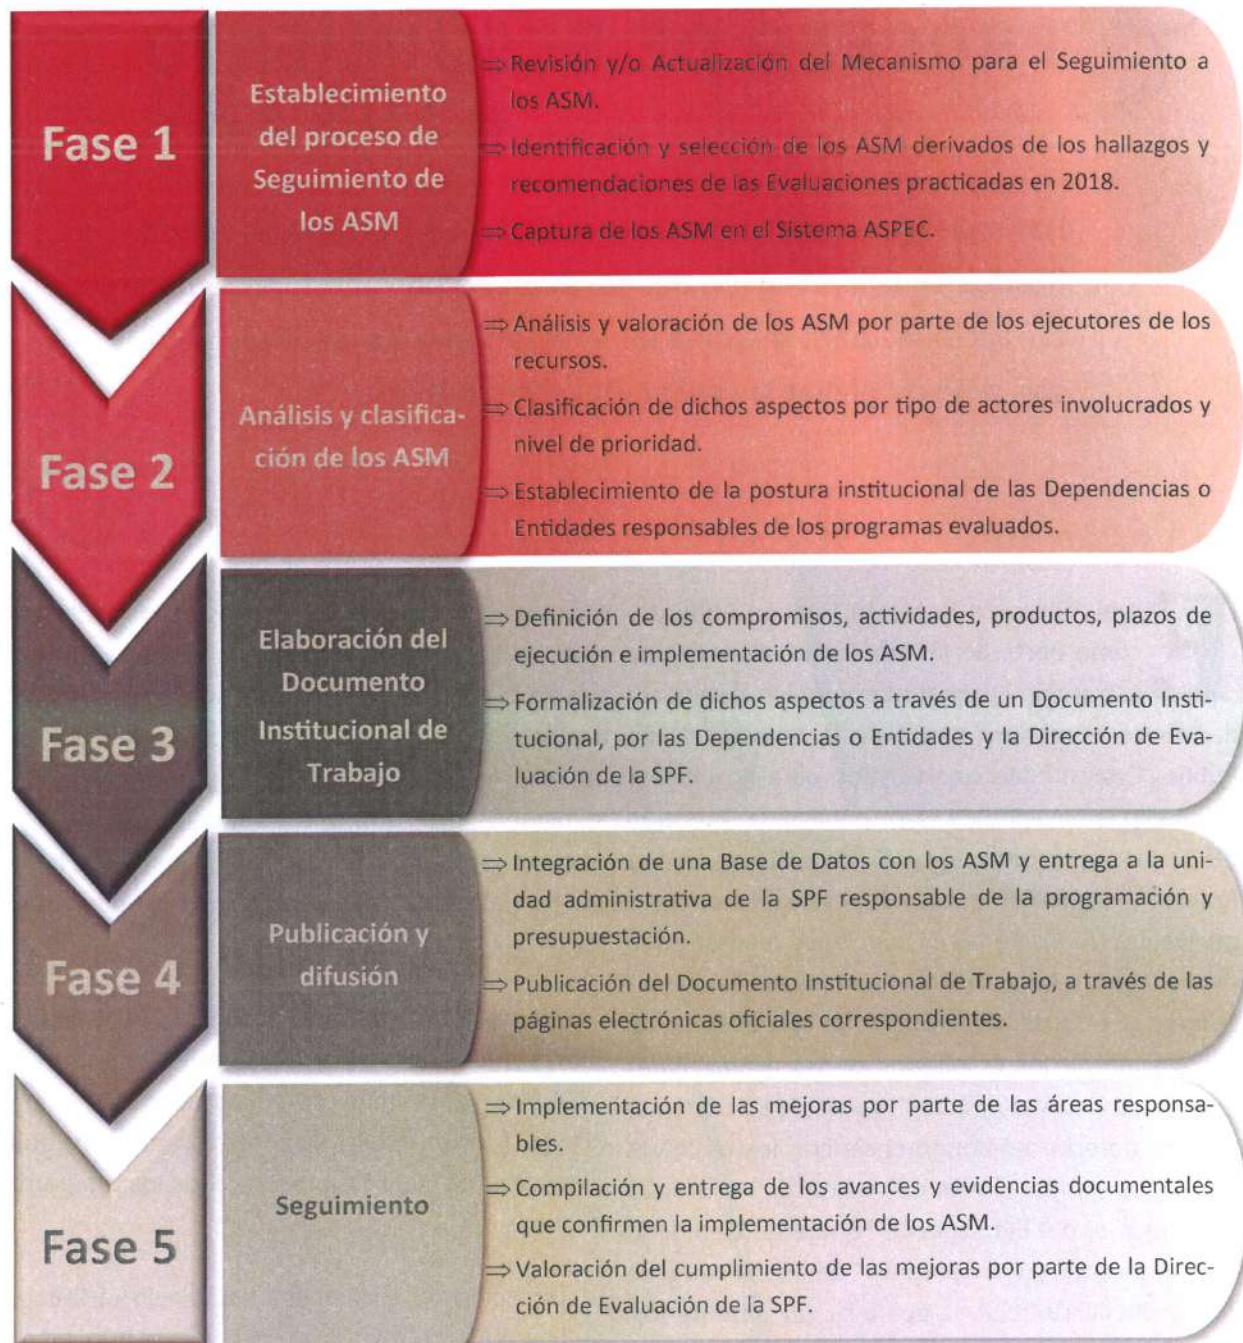 Fase 1
Establecimiento
del proceso de
Seguimiento de
los ASM
⇒ Revisión y/o Actualización del Mecanismo para el Seguimiento a
los ASM.
⇒ Identificación y selección de los ASM derivados de los hallazgos y
recomendaciones de las Evaluaciones practicadas en 2018.
⇒ Captura de los ASM en el Sistema ASPEC.
Fase 2
Análisis y clasifica-
ción de los ASM
⇒ Análisis y valoración de los ASM por parte de los ejecutores de los
recursos.
⇒ Clasificación de dichos aspectos por tipo de actores involucrados y
nivel de prioridad.
⇒ Establecimiento de la postura institucional de las Dependencias o
Entidades responsables de los programas evaluados.
Fase 3
Elaboración del
Documento
Institucional de
Trabajo
⇒ Definición de los compromisos, actividades, productos, plazos de
ejecución e implementación de los ASM.
⇒ Formalización de dichos aspectos a través de un Documento Insti-
tucional, por las Dependencias o Entidades y la Dirección de Eva-
luación de la SPF.
Fase 4
Publicación y
difusión
⇒ Integración de una Base de Datos con los ASM y entrega a la uni-
dad administrativa de la SPF responsable de la programación y
presupuestación.
⇒ Publicación del Documento Institucional de Trabajo, a través de las
páginas electrónicas oficiales correspondientes.
Fase 5
Seguimiento
⇒ Implementación de las mejoras por parte de las áreas responsa-
bles.
⇒ Compilación y entrega de los avances y evidencias documentales
que confirmen la implementación de los ASM.
⇒ Valoración del cumplimiento de las mejoras por parte de la Direc-
ción de Evaluación de la SPF.